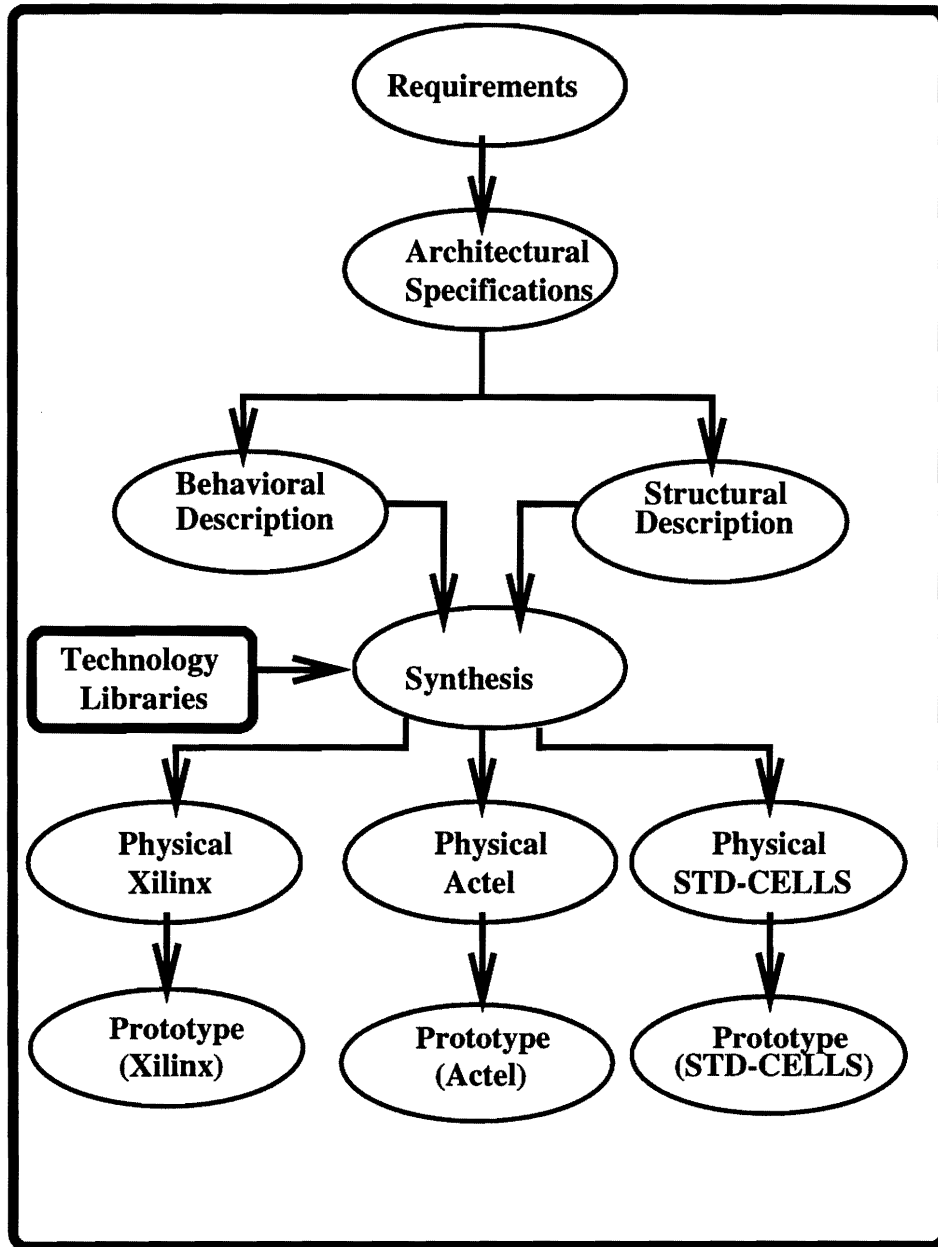 Requirements
Architectural
Specifications
Behavioral
Description
Structural
Description
Technology
Libraries
Synthesis
Physical
Xilinx
Physical
Actel
Physical
STD-CELLS
Prototype
(Xilinx)
Prototype
(Actel)
Prototype
(STD-CELLS)